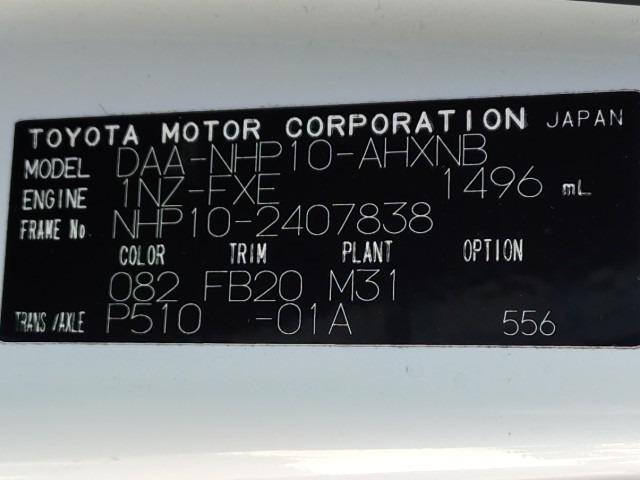 TOYOTA MOTOR CORPORATION JAPAN
MODEL DAA-NHP10-AHXNB
ENGINE 1NZ-FXE 1496 mL
FRAME No NHP10-2407838
COLOR TRIM PLANT OPTION
082 FB20 M31
TRANS /AXLE P510 -01A 556